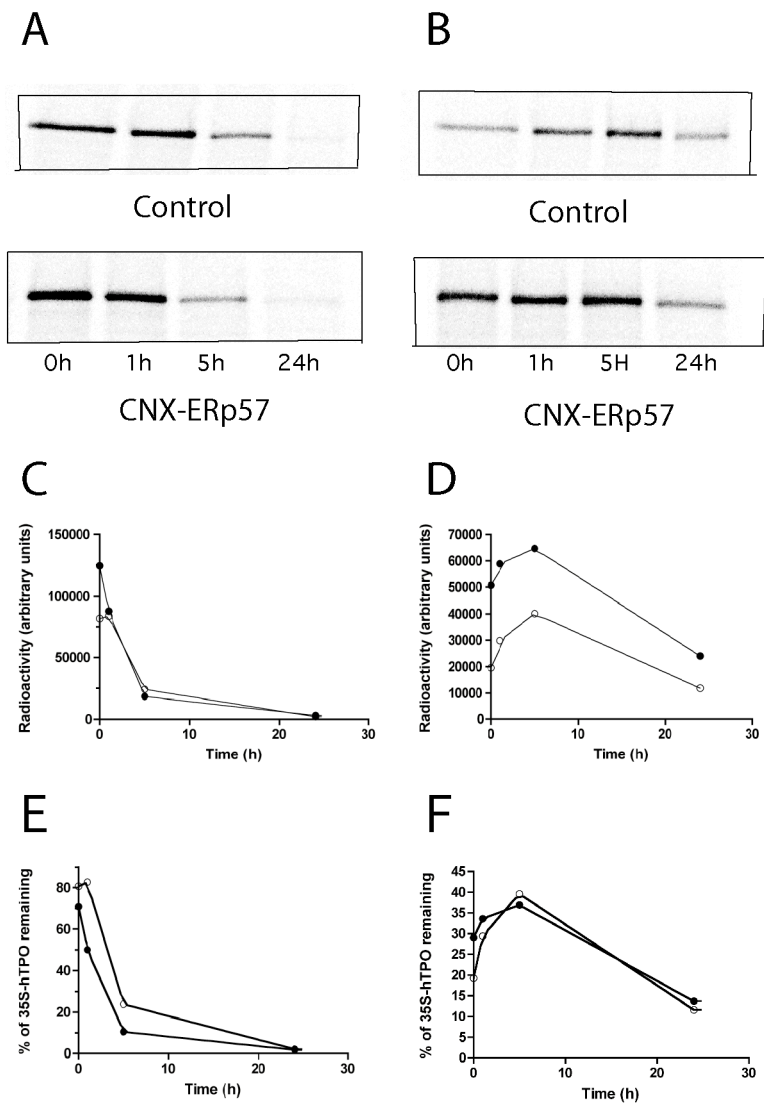 A
B
Control
Control
0h 1h 5h 24h
0h 1h 5H 24h
CNX-ERp57
CNX-ERp57
C
D
Radioactivity (arbitrary units)
150000
100000
50000
0
0 10 20 30
Time (h)
Radioactivity (arbitrary units)
70000
60000
50000
40000
30000
20000
10000
0
0 10 20 30
Time (h)
E
F
% of 35S-hTPO remaining
80
60
40
20
0
0 10 20 30
Time (h)
% of 35S-hTPO remaining
45
40
35
30
25
20
15
10
5
0
0 10 20 30
Time (h)